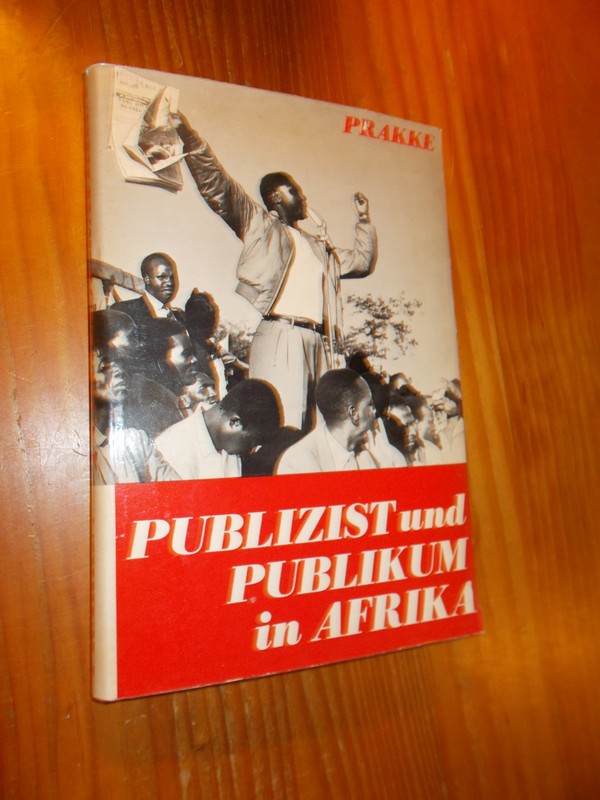 PRAKKE
PUBLIZIST und
PUBLIKUM
in AFRIKA